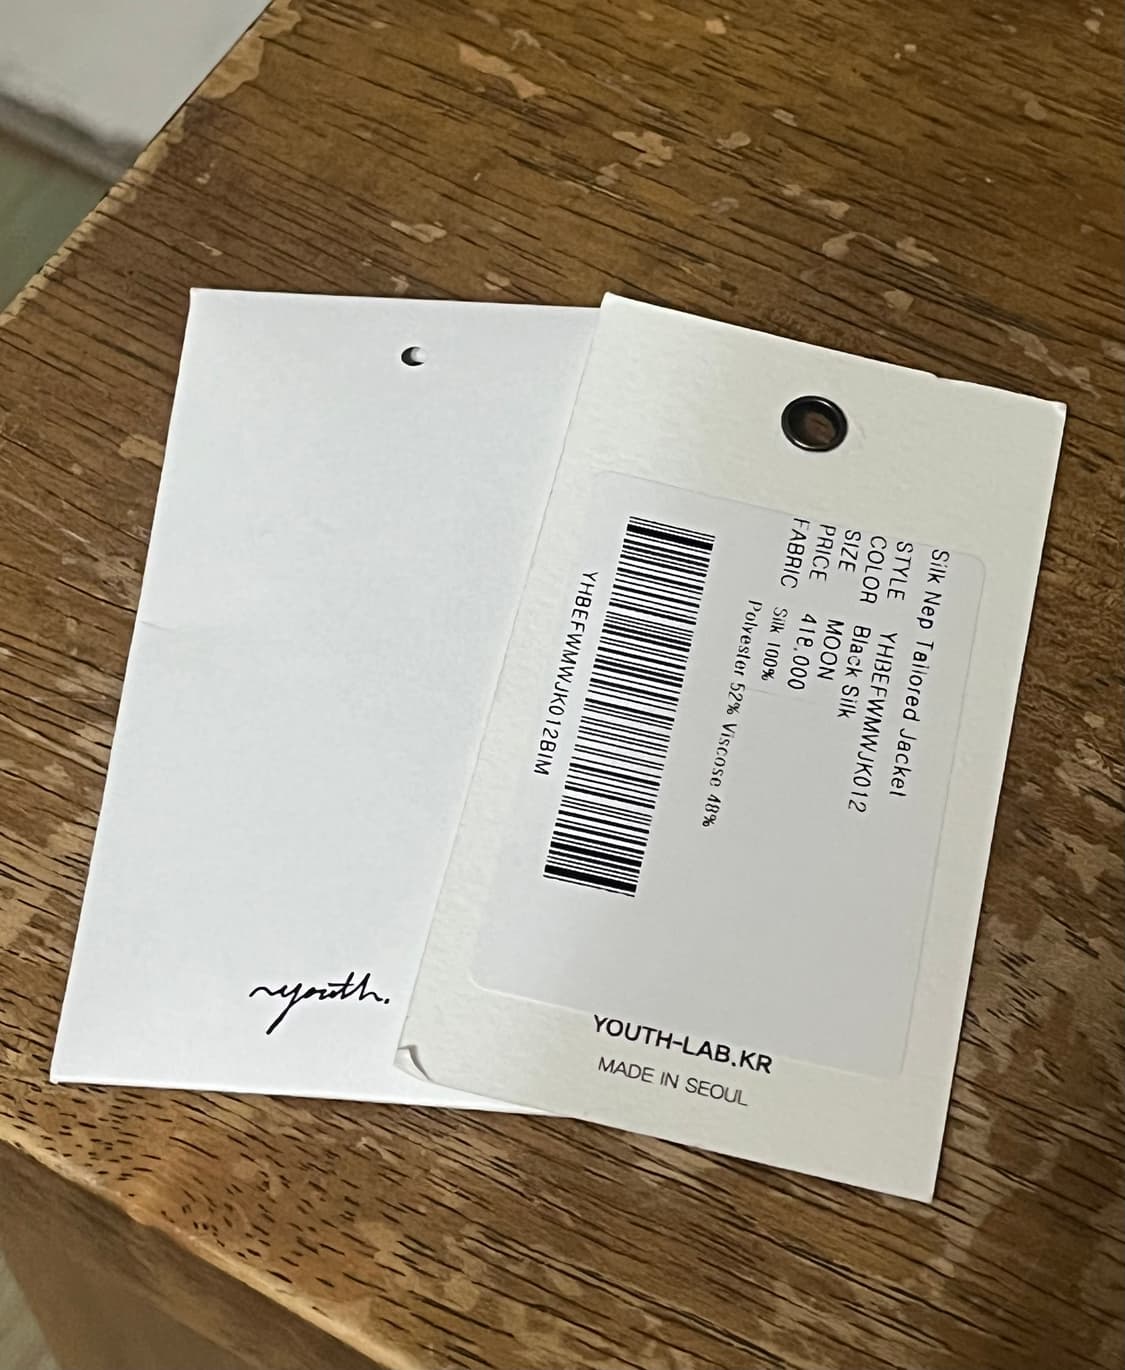 youth.
Silk Nep Tailored Jacket
STYLE YHBEFWMWJK012
COLOR Black Silk
SIZE MOON
PRICE 418,000
FABRIC Silk 100%
Polyester 52% Viscose 48%
YHBEFWMWJK012BIM
YOUTH-LAB.KR
MADE IN SEOUL